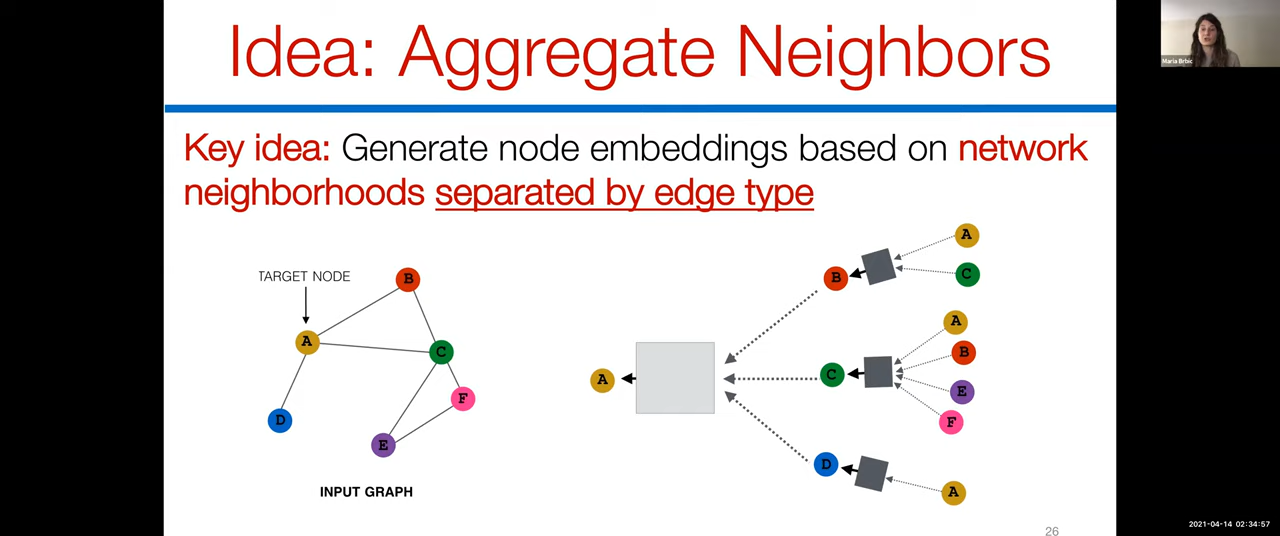 Idea: Aggregate Neighbors
Maria Brbic
Key idea: Generate node embeddings based on network
neighborhoods separated by edge type
TARGET NODE
A
B
C
D
E
F
INPUT GRAPH
A
B
C
D
A
C
A
B
E
F
A
26
2021-04-14 02:34:57